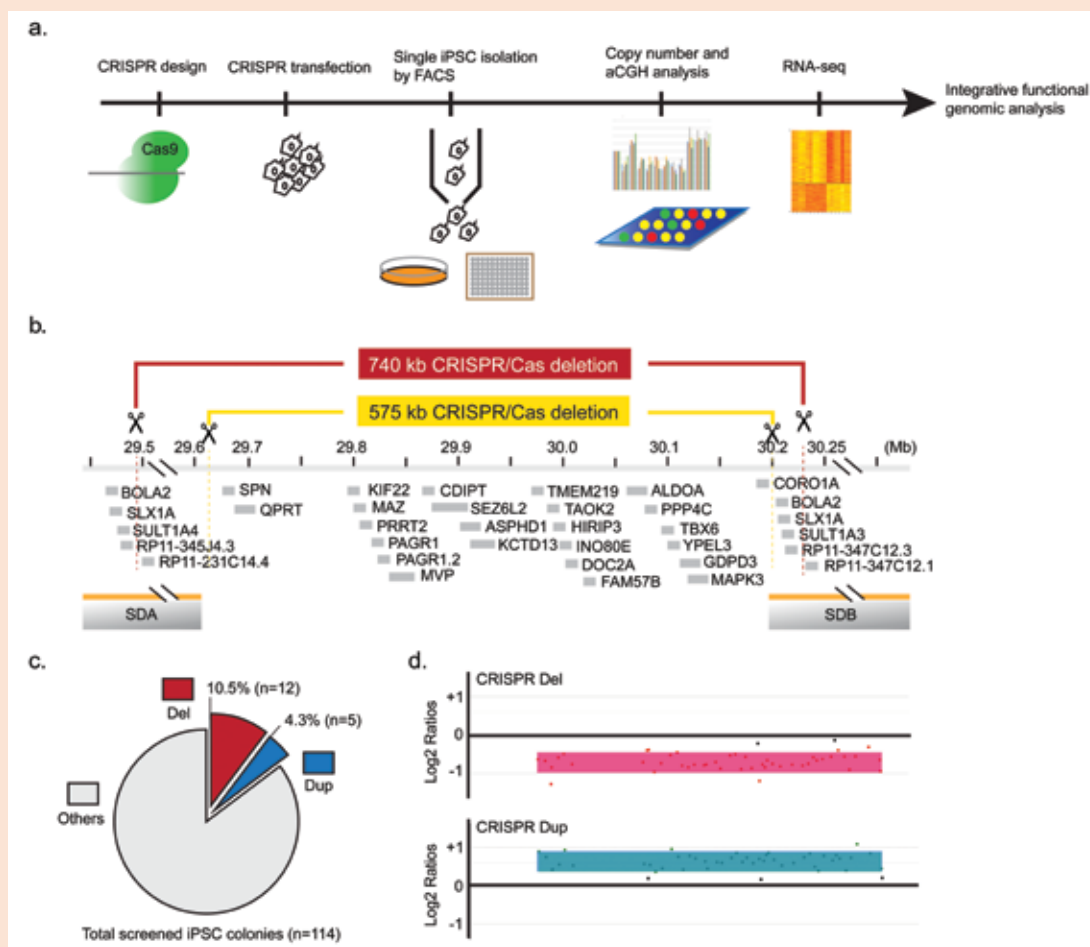 a.
CRISPR design
CRISPR transfection
Single iPSC isolation
by FACS
Copy number and
aCGH analysis
RNA-seq
Integrative functional
genomic analysis
Cas9
b.
740 kb CRISPR/Cas deletion
575 kb CRISPR/Cas deletion
29.5 29.6 29.7 29.8 29.9 30.0 30.1 30.2 30.25 (Mb)
BOLA2 SPN KIF22 CDIPT TMEM219 ALDOA CORO1A
SLX1A QPRT MAZ SEZ6L2 TAOK2 PPP4C BOLA2
SULT1A4 PRRT2 ASPHD1 HIRIP3 TBX6 SLX1A
RP11-345J4.3 PAGR1 KCTD13 INO80E YPEL3 SULT1A3
RP11-231C14.4 PAGR1.2 DOC2A GDPD3 RP11-347C12.3
MVP FAM57B MAPK3 RP11-347C12.1
SDA SDB
c.
10.5% (n=12)
Del
4.3% (n=5)
Dup
Others
Total screened iPSC colonies (n=114)
d.
CRISPR Del
+1
0
-1
Log2 Ratios
CRISPR Dup
+1
0
-1
Log2 Ratios